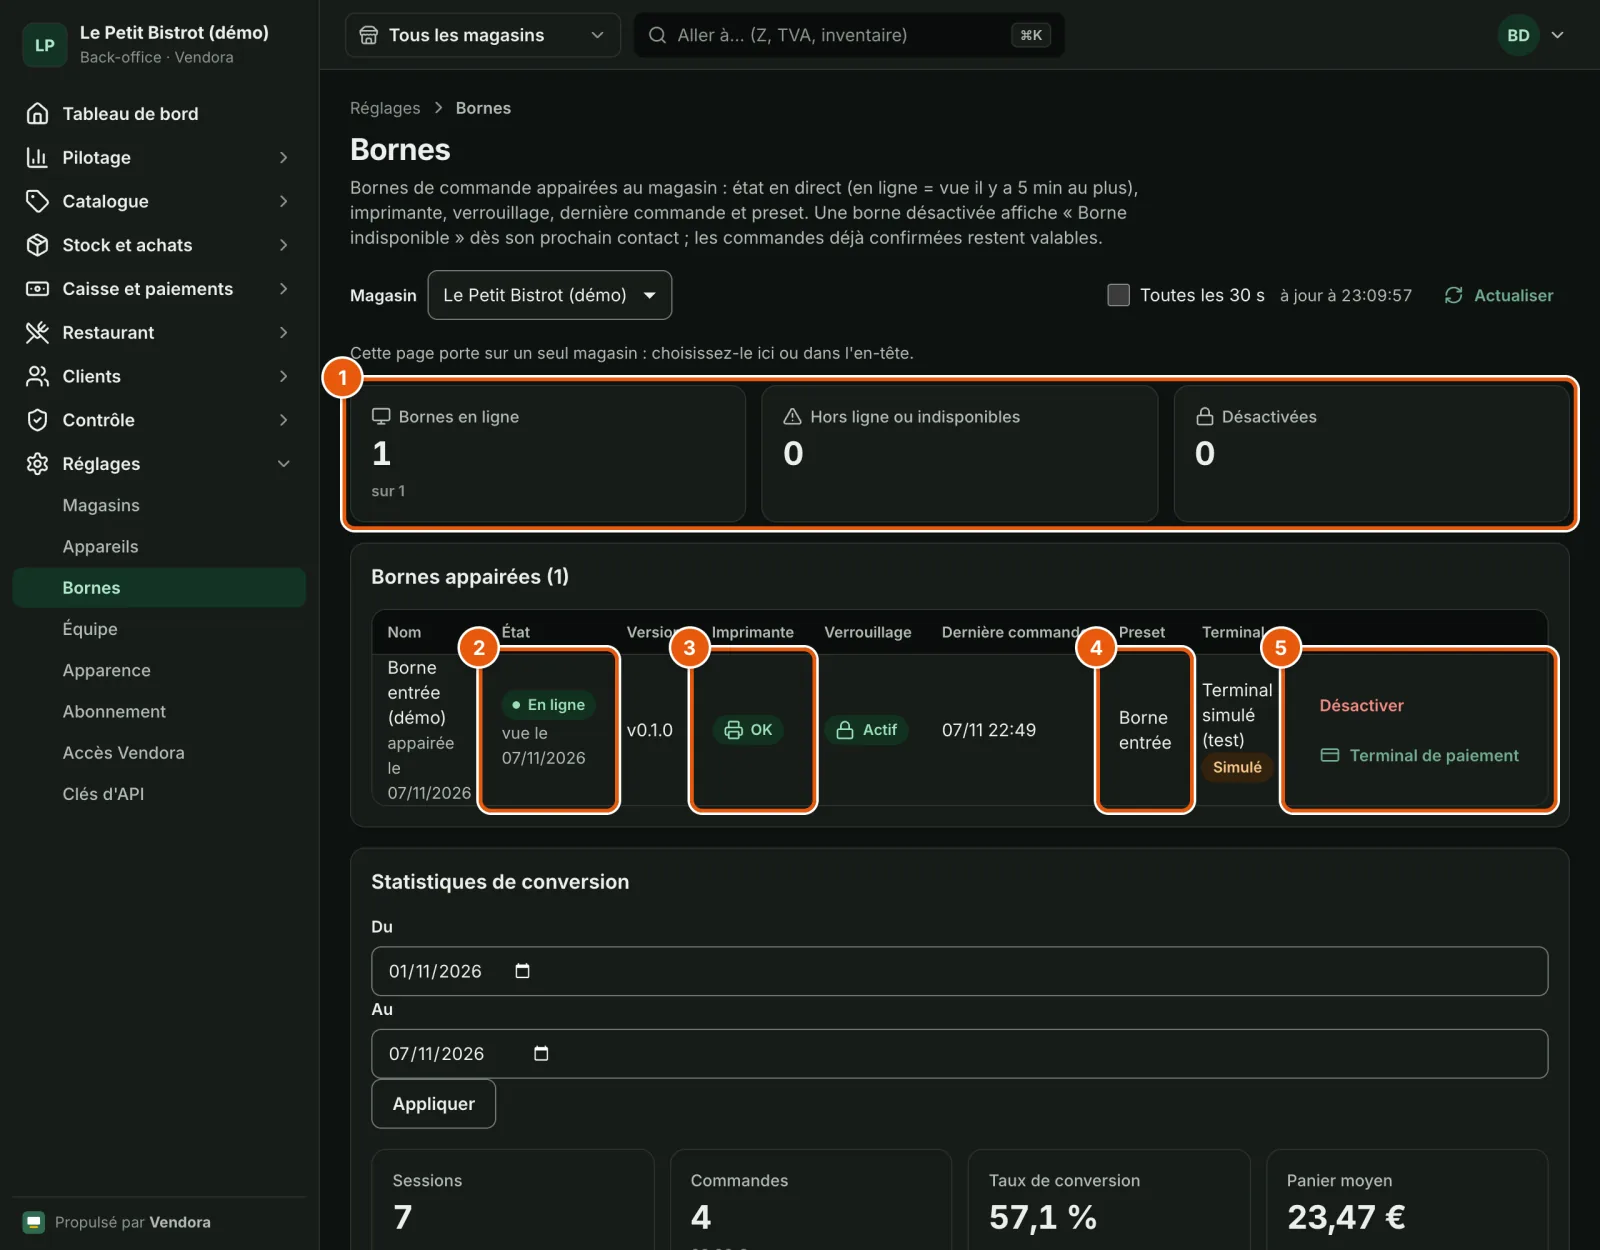 LP
Le Petit Bistrot (démo)
Back-office · Vendora
Tous les magasins
Aller à... (Z, TVA, inventaire)
⌘K
BD
Tableau de bord
Pilotage
Catalogue
Stock et achats
Caisse et paiements
Restaurant
Clients
Contrôle
Réglages
Magasins
Appareils
Bornes
Équipe
Apparence
Abonnement
Accès Vendora
Clés d'API
Propulsé par Vendora
Réglages > Bornes
Bornes
Bornes de commande appairées au magasin : état en direct (en ligne = vue il y a 5 min au plus),
imprimante, verrouillage, dernière commande et preset. Une borne désactivée affiche « Borne
indisponible » dès son prochain contact ; les commandes déjà confirmées restent valables.
Magasin
Le Petit Bistrot (démo)
Toutes les 30 s
à jour à 23:09:57
Actualiser
Cette page porte sur un seul magasin : choisissez-le ici ou dans l'en-tête.
1
Bornes en ligne
1
sur 1
Hors ligne ou indisponibles
0
Désactivées
0
Bornes appairées (1)
Nom
État
Version
Imprimante
Verrouillage
Dernière commande
Preset
Terminal
2
3
4
5
Borne
entrée
(démo)
appairée
le
07/11/2026
En ligne
vue le
07/11/2026
v0.1.0
OK
Actif
07/11 22:49
Borne
entrée
Terminal
simulé
(test)
Simulé
Désactiver
Terminal de paiement
Statistiques de conversion
Du
01/11/2026
Au
07/11/2026
Appliquer
Sessions
7
Commandes
4
Taux de conversion
57,1 %
Panier moyen
23,47 €